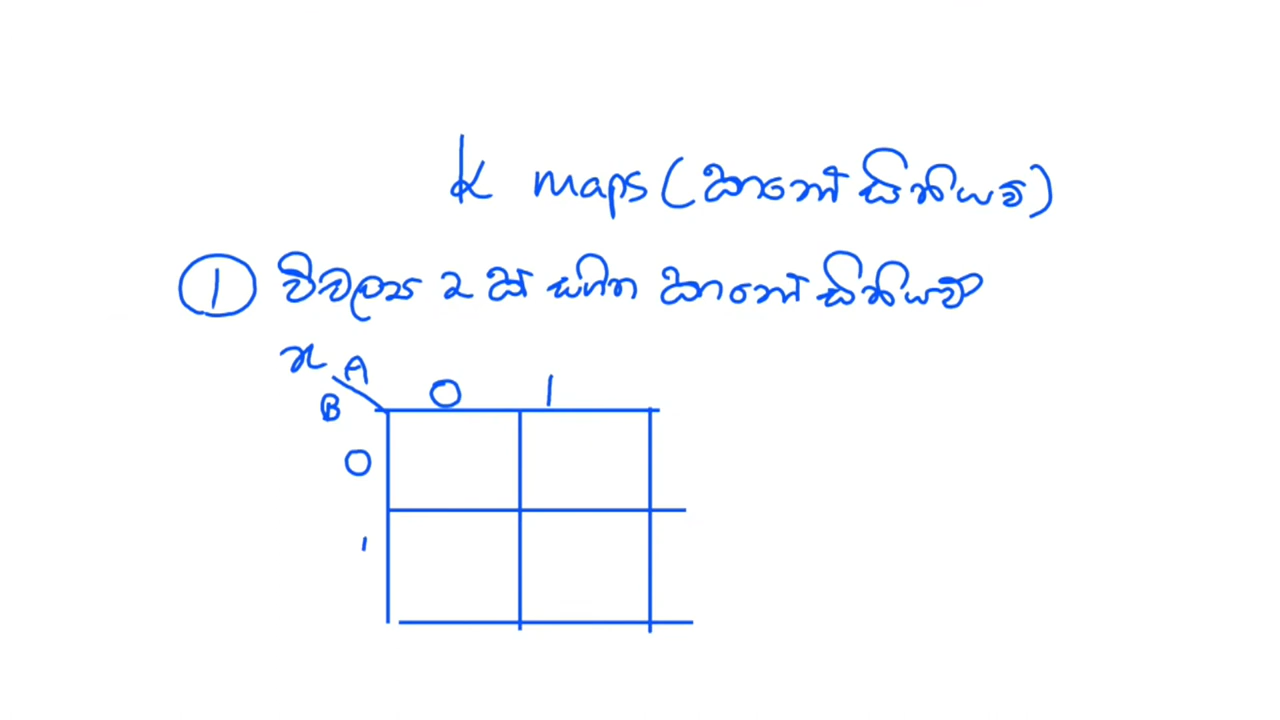 k maps (කානෝ සිතියම්)
1 විචල්‍ය 2 ක් සහිත කානෝ සිතියම්
x A
B 0 1
0
1